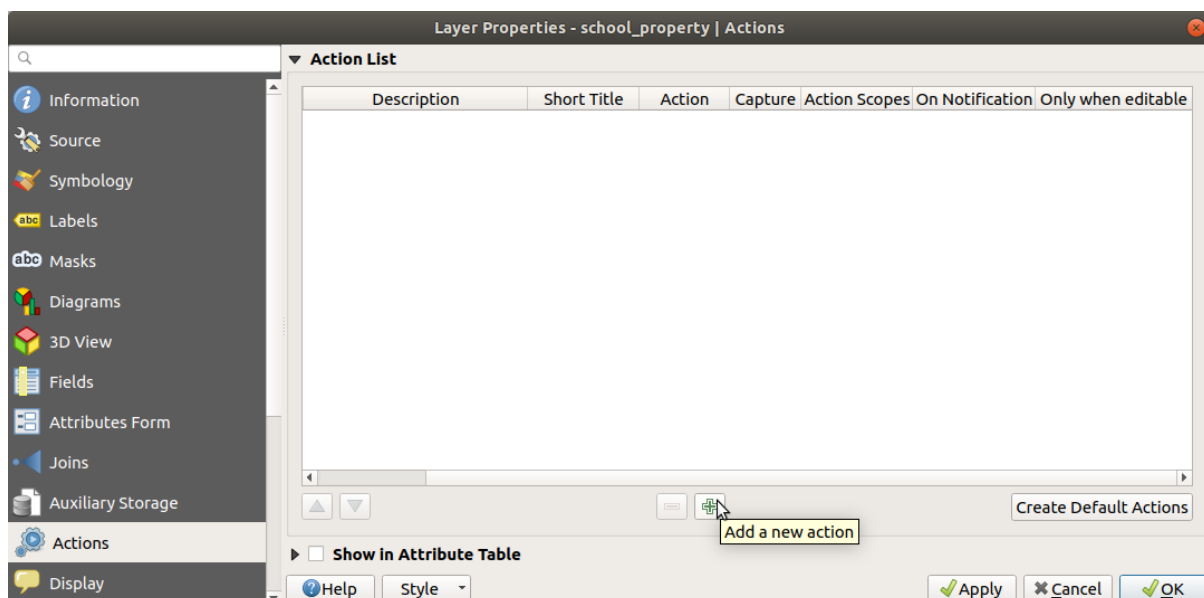 Layer Properties - school_property | Actions
Information
Source
Symbology
abc Labels
abc Masks
Diagrams
3D View
Fields
Attributes Form
Joins
Auxiliary Storage
Actions
Display
Action List
Description Short Title Action Capture Action Scopes On Notification Only when editable
Create Default Actions
Add a new action
Show in Attribute Table
Help Style Apply Cancel OK